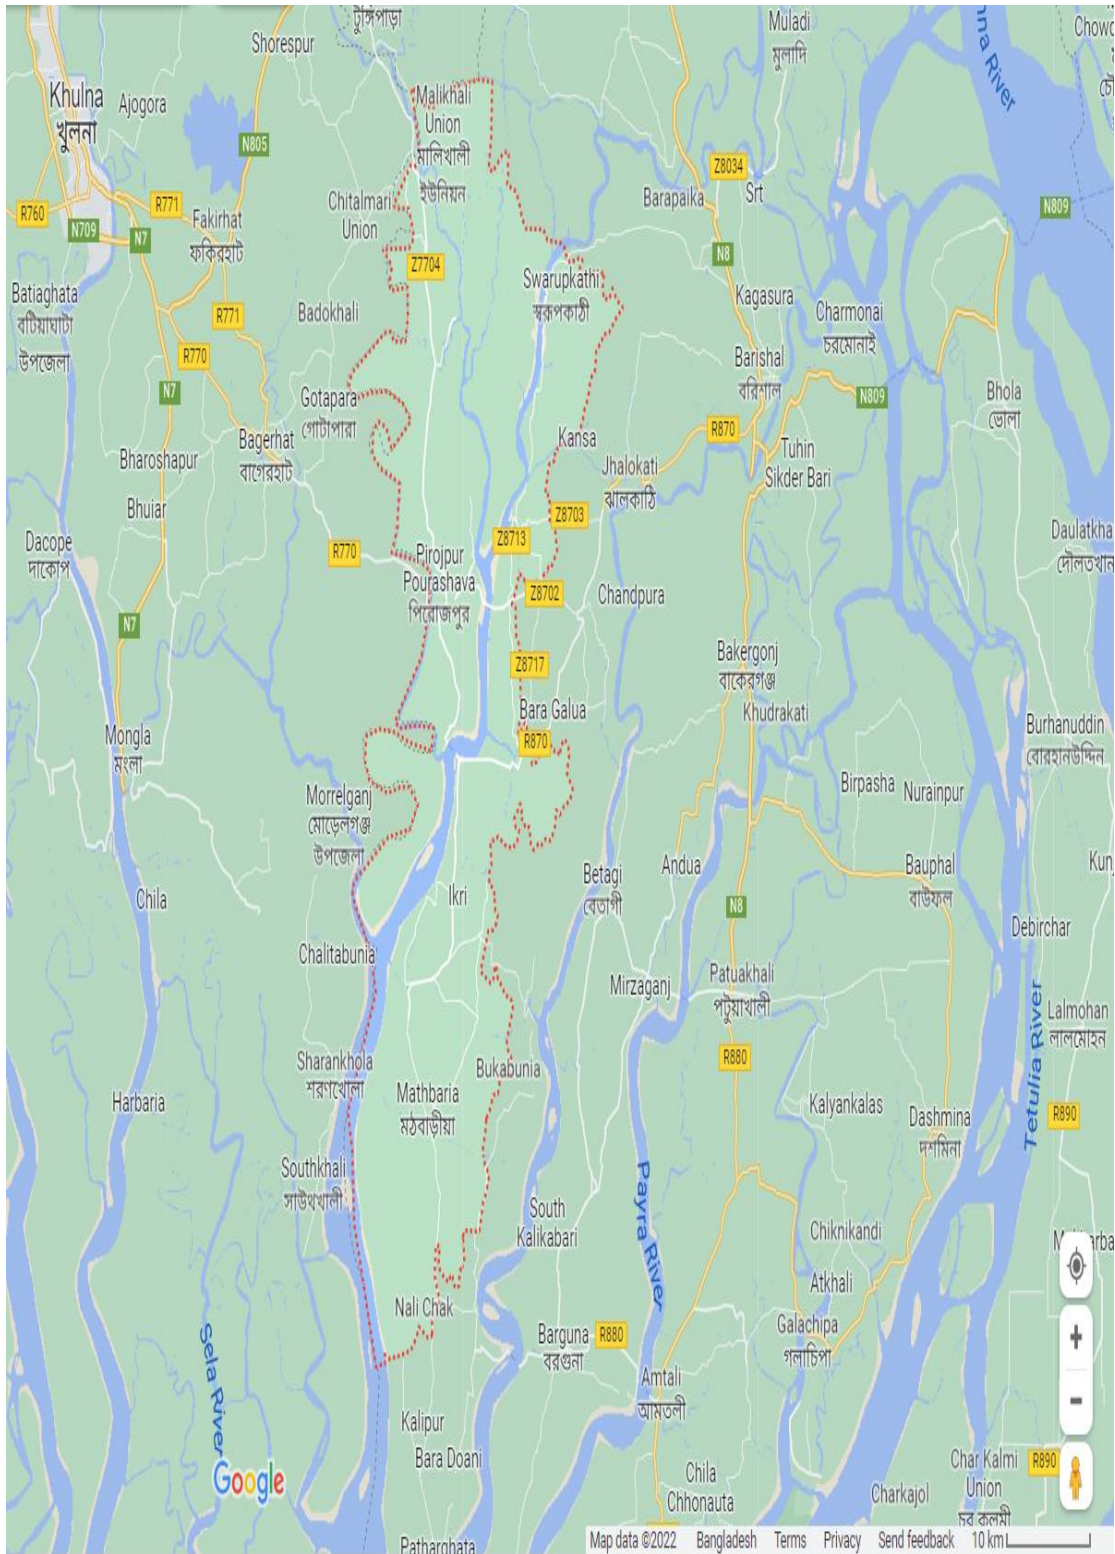 টুঙ্গিপাড়া
Shorespur
Muladi
মুলাদি
Khulna
খুলনা
Ajogora
Malikhali
Union
মালিখালী
ইউনিয়ন
N805
Z8034
Srt
Barapaika
R760
R771
N709
N7
Fakirhat
ফকিরহাট
Chitalmari
Union
N809
Z7704
N8
Swarupkathi
স্বরূপকাঠী
Batiaghata
বটিয়াঘাটা
উপজেলা
R771
Badokhali
Kagasura
Charmonai
চরমোনাই
R770
N7
Barishal
বরিশাল
N809
Bhola
ভোলা
Gotapara
গোটাপারা
Bagerhat
বাগেরহাট
Kansa
R870
Jhalokati
ঝালকাঠি
Tuhin
Sikder Bari
Bharoshapur
Bhuiar
Z8703
Z8713
Dacope
দাকোপ
R770
Pirojpur
Pourashava
পিরোজপুর
Daulatkha
দৌলতখান
Z8702
Chandpura
N7
Z8717
Bakergonj
বাকেরগঞ্জ
Bara Galua
Khudrakati
R870
Mongla
মংলা
Burhanuddin
বোরহানউদ্দিন
Morrelganj
মোড়েলগঞ্জ
উপজেলা
Birpasha
Nurainpur
Ikri
Betagi
বেতাগী
Andua
Bauphal
বাউফল
Chila
N8
Debirchar
Chalitabunia
Mirzaganj
Patuakhali
পটুয়াখালী
Lalmohan
লালমোহন
Tetulia River
Sharankhola
শরণখোলা
Bukabunia
R880
Mathbaria
মঠবাড়ীয়া
Harbaria
Kalyankalas
Dashmina
দশমিনা
R890
Southkhali
সাউথখালী
Payra River
South
Kalikabari
Chiknikandi
Atkhali
Nali Chak
Sela River
Barguna
বরগুনা
R880
Galachipa
গলাচিপা
Amtali
আমতলী
Kalipur
Bara Doani
Google
Chila
Chhonauta
Charkajol
Char Kalmi
Union
চর কলমী
R890
Patharghata
Map data ©2022 Bangladesh Terms Privacy Send feedback 10 km